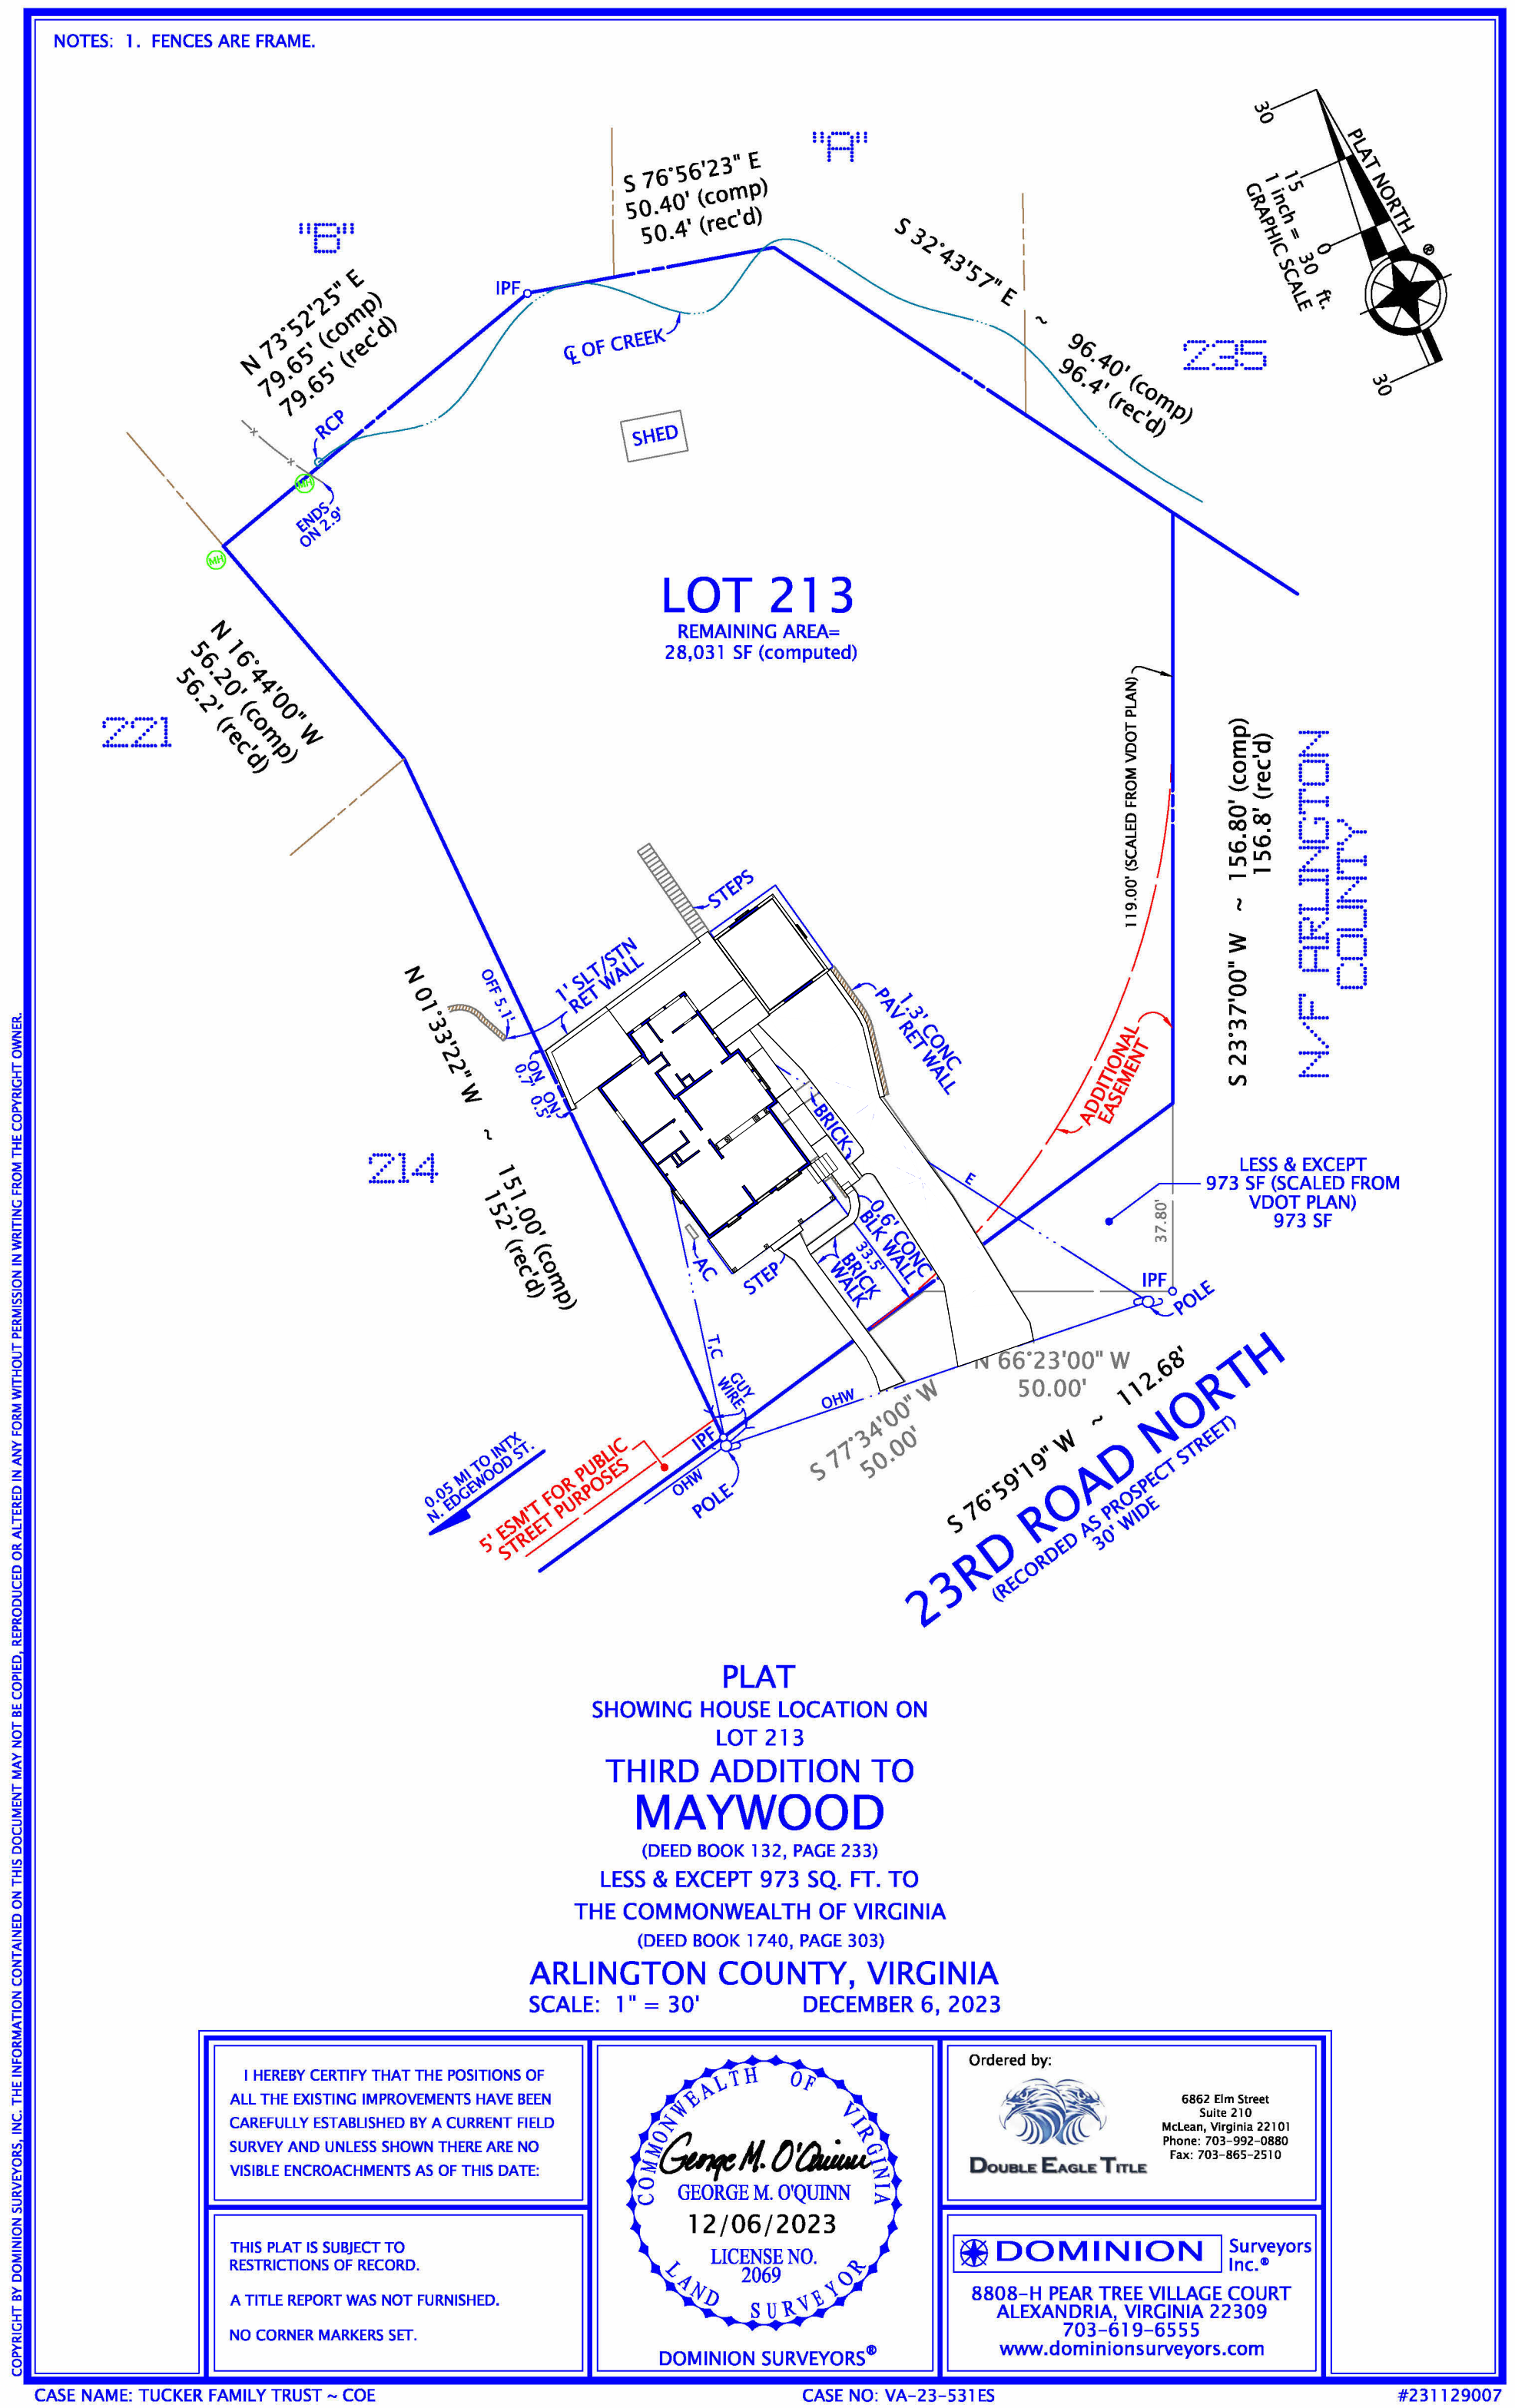 NOTES: 1. FENCES ARE FRAME.
"A"
"B"
S 76°56'23" E
50.40' (comp)
50.4' (rec'd)
S 32°43'57" E ~ 96.40' (comp)
96.4' (rec'd)
30
15
0
30
PLAT NORTH
®
1 inch = 30 ft.
GRAPHIC SCALE
235
N 73°52'25" E
79.65' (comp)
79.65' (rec'd)
IPF
℄ OF CREEK
RCP
MH
ENDS
ON 2.9'
MH
SHED
LOT 213
REMAINING AREA=
28,031 SF (computed)
N 16°44'00" W
56.20' (comp)
56.2' (rec'd)
221
119.00' (SCALED FROM VDOT PLAN)
S 23°37'00" W ~ 156.80' (comp)
156.8' (rec'd)
N/F ARLINGTON
COUNTY
STEPS
1' SLT/STN
RET WALL
OFF 5.1'
ON
0.7'
ON
0.5'
N 01°33'22" W ~ 151.00' (comp)
152' (rec'd)
214
1.3' CONC
PAV RET WALL
ADDITIONAL
EASEMENT
BRICK
E
LESS & EXCEPT
973 SF (SCALED FROM
VDOT PLAN)
973 SF
37.80'
0.6' CONC
BLK WALL
33.5'
BRICK
WALK
STEP
AC
T,C
GUY
WIRE
IPF
POLE
OHW
N 66°23'00" W
50.00'
S 77°34'00" W
50.00'
IPF
OHW
POLE
S 76°59'19" W ~ 112.68'
23RD ROAD NORTH
(RECORDED AS PROSPECT STREET)
30' WIDE
0.05 MI TO INTX
N. EDGEWOOD ST.
5' ESM'T FOR PUBLIC
STREET PURPOSES
PLAT
SHOWING HOUSE LOCATION ON
LOT 213
THIRD ADDITION TO
MAYWOOD
(DEED BOOK 132, PAGE 233)
LESS & EXCEPT 973 SQ. FT. TO
THE COMMONWEALTH OF VIRGINIA
(DEED BOOK 1740, PAGE 303)
ARLINGTON COUNTY, VIRGINIA
SCALE: 1" = 30' DECEMBER 6, 2023
I HEREBY CERTIFY THAT THE POSITIONS OF
ALL THE EXISTING IMPROVEMENTS HAVE BEEN
CAREFULLY ESTABLISHED BY A CURRENT FIELD
SURVEY AND UNLESS SHOWN THERE ARE NO
VISIBLE ENCROACHMENTS AS OF THIS DATE:
THIS PLAT IS SUBJECT TO
RESTRICTIONS OF RECORD.
A TITLE REPORT WAS NOT FURNISHED.
NO CORNER MARKERS SET.
COMMONWEALTH OF VIRGINIA
George M. O'Quinn
GEORGE M. O'QUINN
12/06/2023
LICENSE NO.
2069
LAND SURVEYOR
DOMINION SURVEYORS®
Ordered by:
DOUBLE EAGLE TITLE
6862 Elm Street
Suite 210
McLean, Virginia 22101
Phone: 703-992-0880
Fax: 703-865-2510
DOMINION Surveyors
Inc.®
8808-H PEAR TREE VILLAGE COURT
ALEXANDRIA, VIRGINIA 22309
703-619-6555
www.dominionsurveyors.com
COPYRIGHT BY DOMINION SURVEYORS, INC. THE INFORMATION CONTAINED ON THIS DOCUMENT MAY NOT BE COPIED, REPRODUCED OR ALTERED IN ANY FORM WITHOUT PERMISSION IN WRITING FROM THE COPYRIGHT OWNER.
CASE NAME: TUCKER FAMILY TRUST ~ COE
CASE NO: VA-23-531ES
#231129007